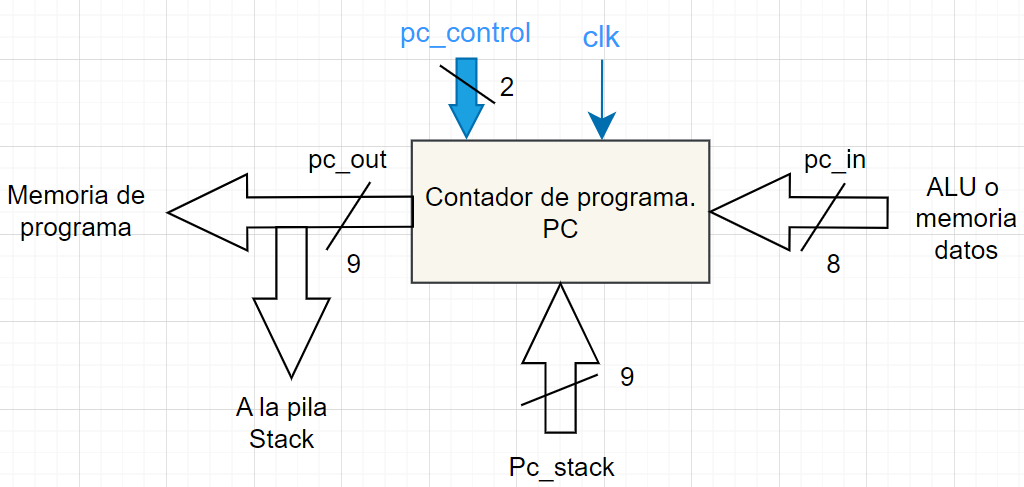 pc_control
clk
2
pc_out
pc_in
Memoria de
programa
Contador de programa.
PC
ALU o
memoria
datos
9
8
9
A la pila
Stack
Pc_stack